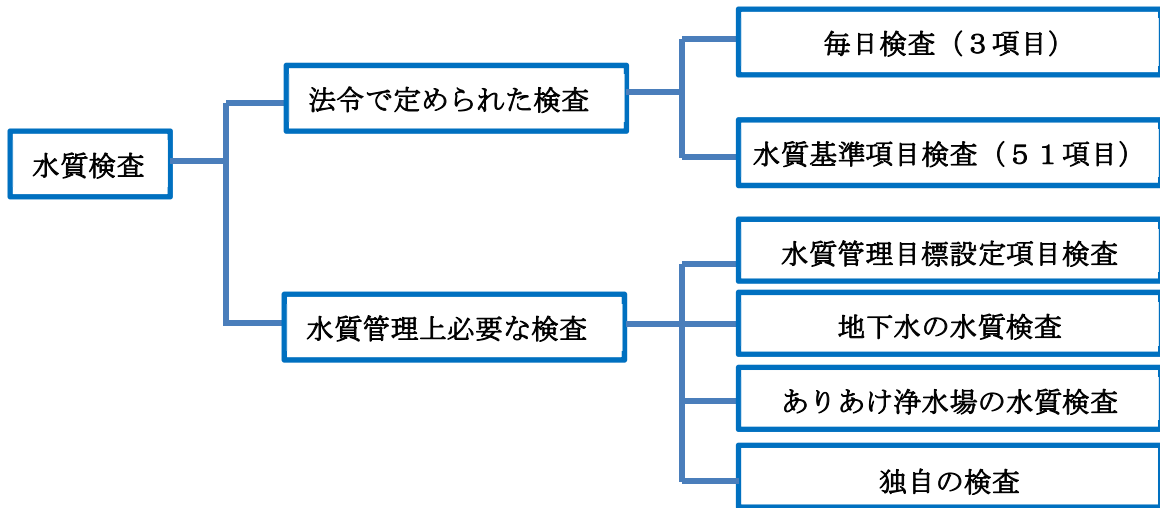 水質検査
法令で定められた検査
毎日検査（３項目）
水質基準項目検査（５１項目）
水質管理上必要な検査
水質管理目標設定項目検査
地下水の水質検査
ありあけ浄水場の水質検査
独自の検査